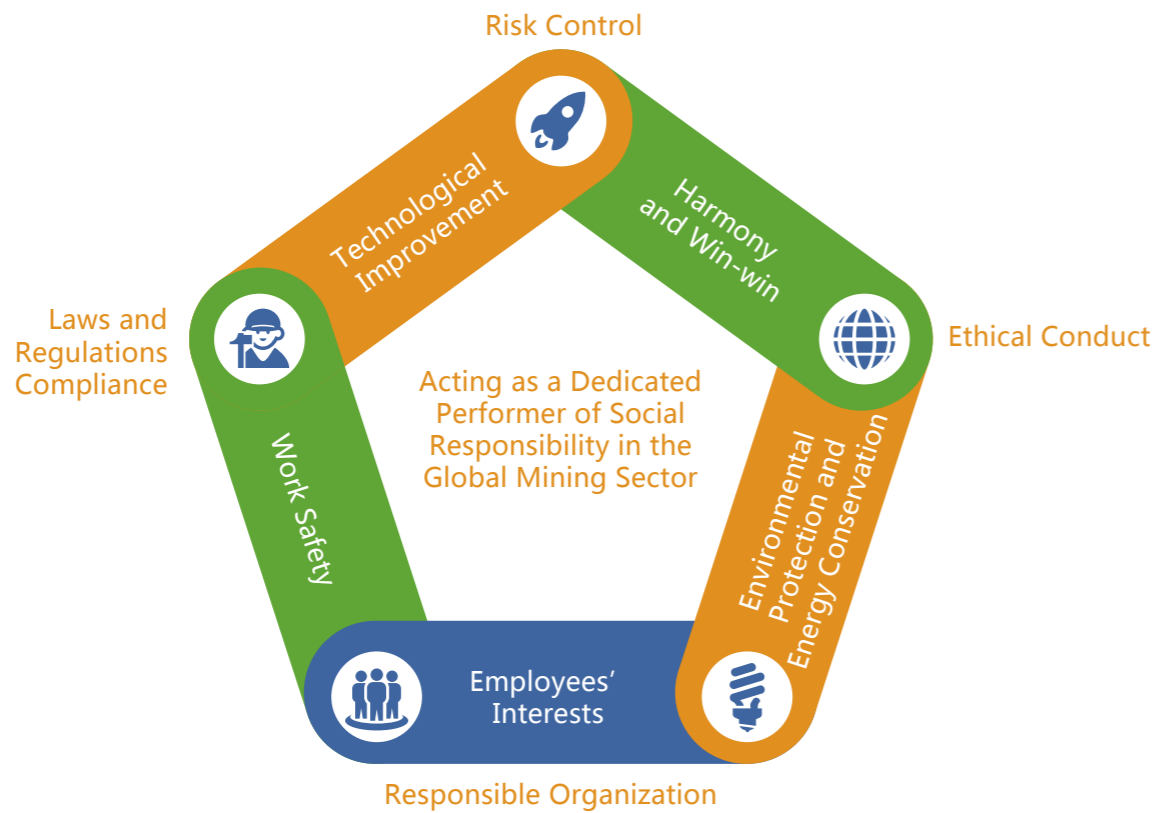 Risk Control
Technological
Improvement
Harmony
and Win-win
Laws and
Regulations
Compliance
Ethical Conduct
Acting as a Dedicated
Performer of Social
Responsibility in the
Global Mining Sector
Work Safety
Environmental
Protection and
Energy Conservation
Employees’
Interests
Responsible Organization